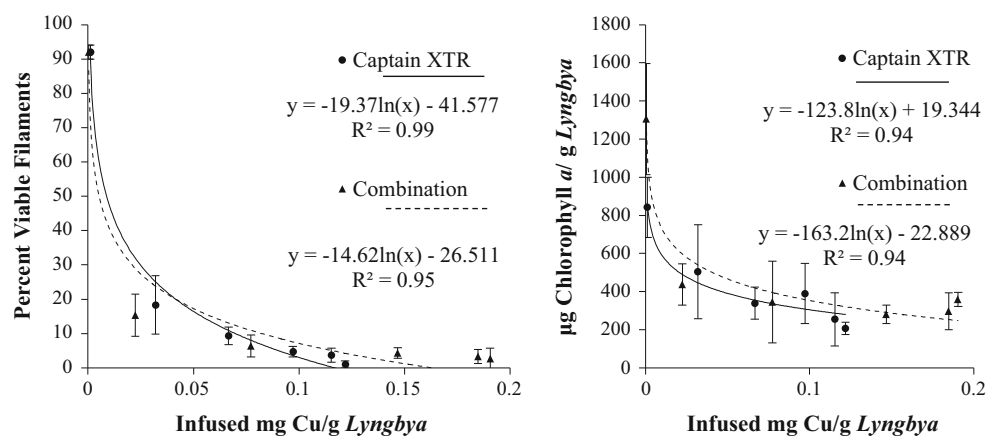 Percent Viable Filaments
100
90
80
70
60
50
40
30
20
10
0
0
0.05
0.1
0.15
0.2
Infused mg Cu/g Lyngbya
Captain XTR
y = -19.37ln(x) - 41.577
R² = 0.99
Combination
y = -14.62ln(x) - 26.511
R² = 0.95
µg Chlorophyll a/ g Lyngbya
1800
1600
1400
1200
1000
800
600
400
200
0
0
0.1
0.2
Infused mg Cu/g Lyngbya
Captain XTR
y = -123.8ln(x) + 19.344
R² = 0.94
Combination
y = -163.2ln(x) - 22.889
R² = 0.94